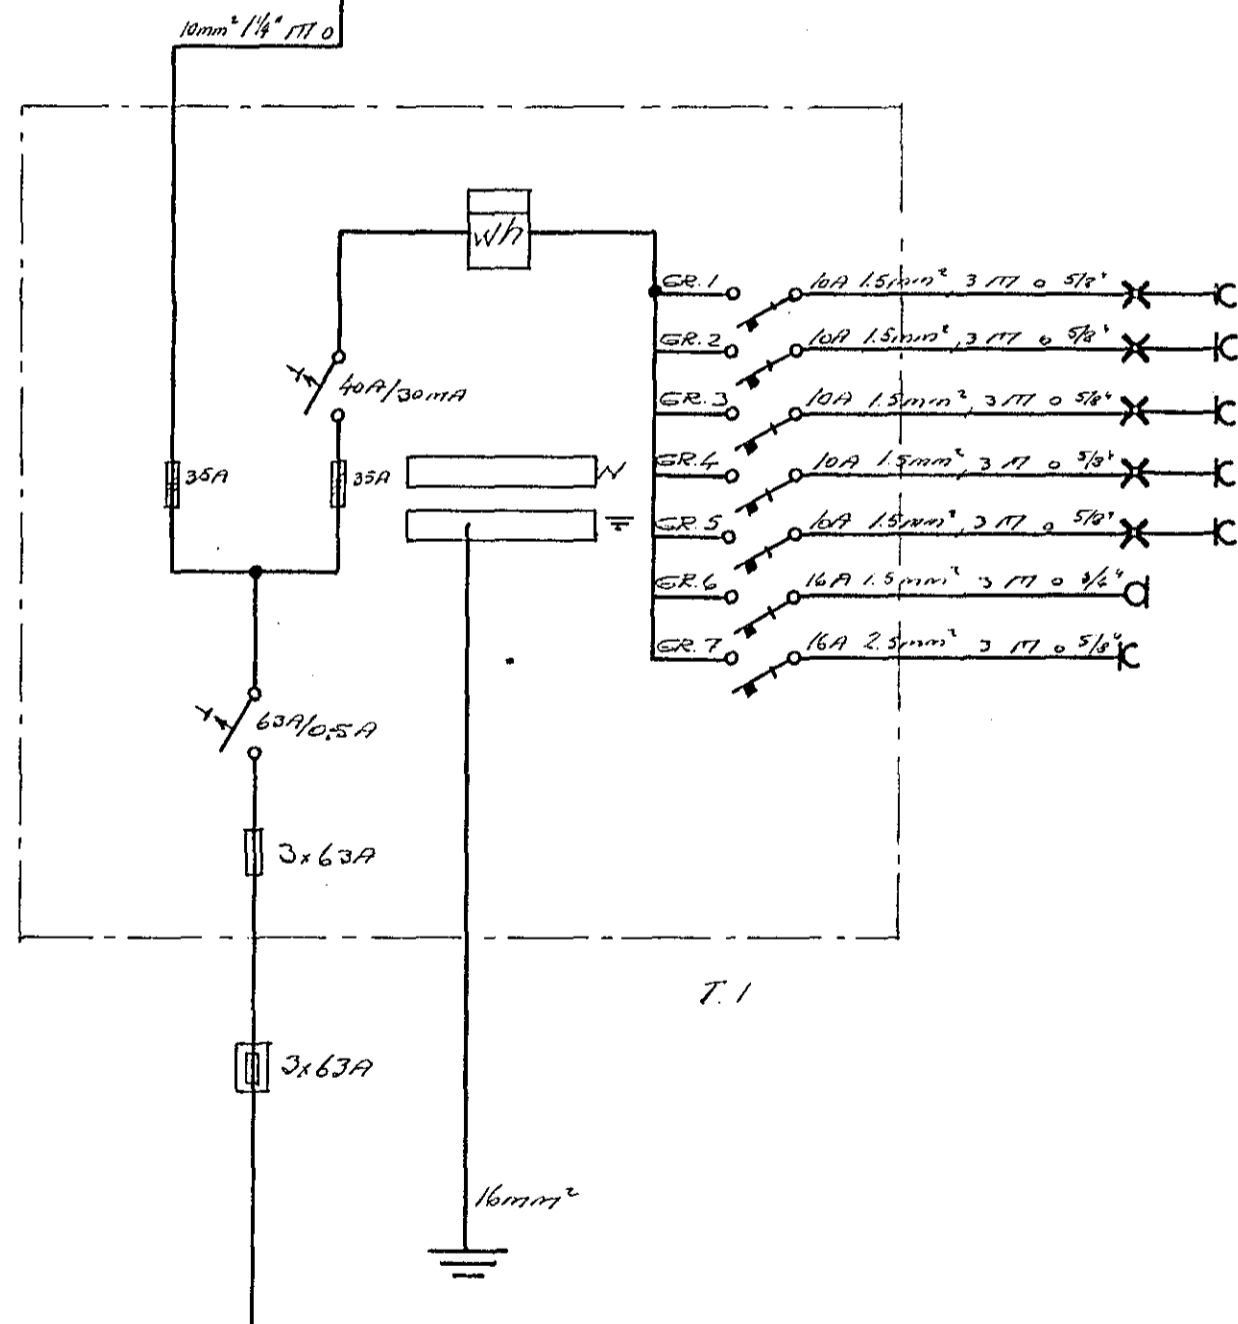 10mm² / 1/4" m o
Wh
GR.1 10A 1.5mm² 3 m o 5/8"
GR.2 10A 1.5mm², 3 m o 5/8"
40A/30mA
GR.3 10A 1.5mm², 3 m o 5/8"
35A
35A
N
GR.4 10A 1.5mm², 3 m o 5/8"
GR.5 10A 1.5mm², 3 m o 5/8"
GR.6 16A 1.5mm² 3 m o 3/4"
GR.7 16A 2.5mm² 3 m o 5/8"
63A/0.5A
3x63A
T.1
3x63A
16mm²